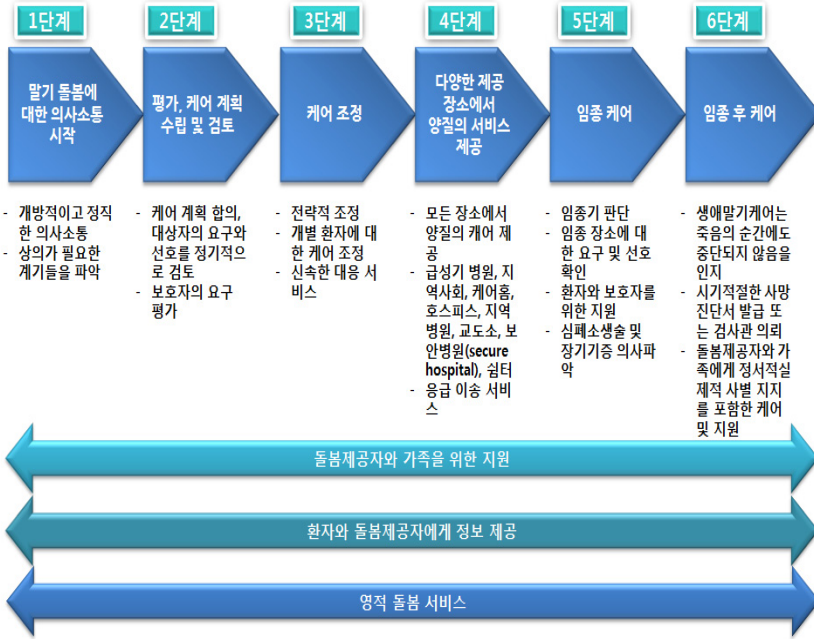 1단계
말기 돌봄에
대한 의사소통
시작
- 개방적이고 정직
한 의사소통
- 상의가 필요한
계기들을 파악
2단계
평가, 케어 계획
수립 및 검토
- 케어 계획 합의,
대상자의 요구와
선호를 정기적으
로 검토
- 보호자의 요구
평가
3단계
케어 조정
- 전략적 조정
- 개별 환자에 대
한 케어 조정
- 신속한 대응 서
비스
4단계
다양한 제공
장소에서
양질의 서비스
제공
- 모든 장소에서
양질의 캐어 제
공
- 급성기 병원, 지
역사회, 케어홈,
호스피스, 지역
병원, 교도소, 보
안병원(secure
hospital), 쉼터
- 응급 이송 서비
스
5단계
임종 케어
- 임종기 판단
- 임종 장소에 대
한 요구 및 선호
확인
- 환자와 보호자를
위한 지원
- 심폐소생술 및
장기기증 의사파
악
6단계
임종 후 케어
- 생애말기케어는
죽음의 순간에도
중단되지 않음을
인지
- 시기적절한 사망
진단서 발급 또
는 검사관 의뢰
- 돌봄제공자와 가
족에게 정서적실
제적 사별 지지
를 포함한 케어
및 지원
돌봄제공자와 가족을 위한 지원
환자와 돌봄제공자에게 정보 제공
영적 돌봄 서비스